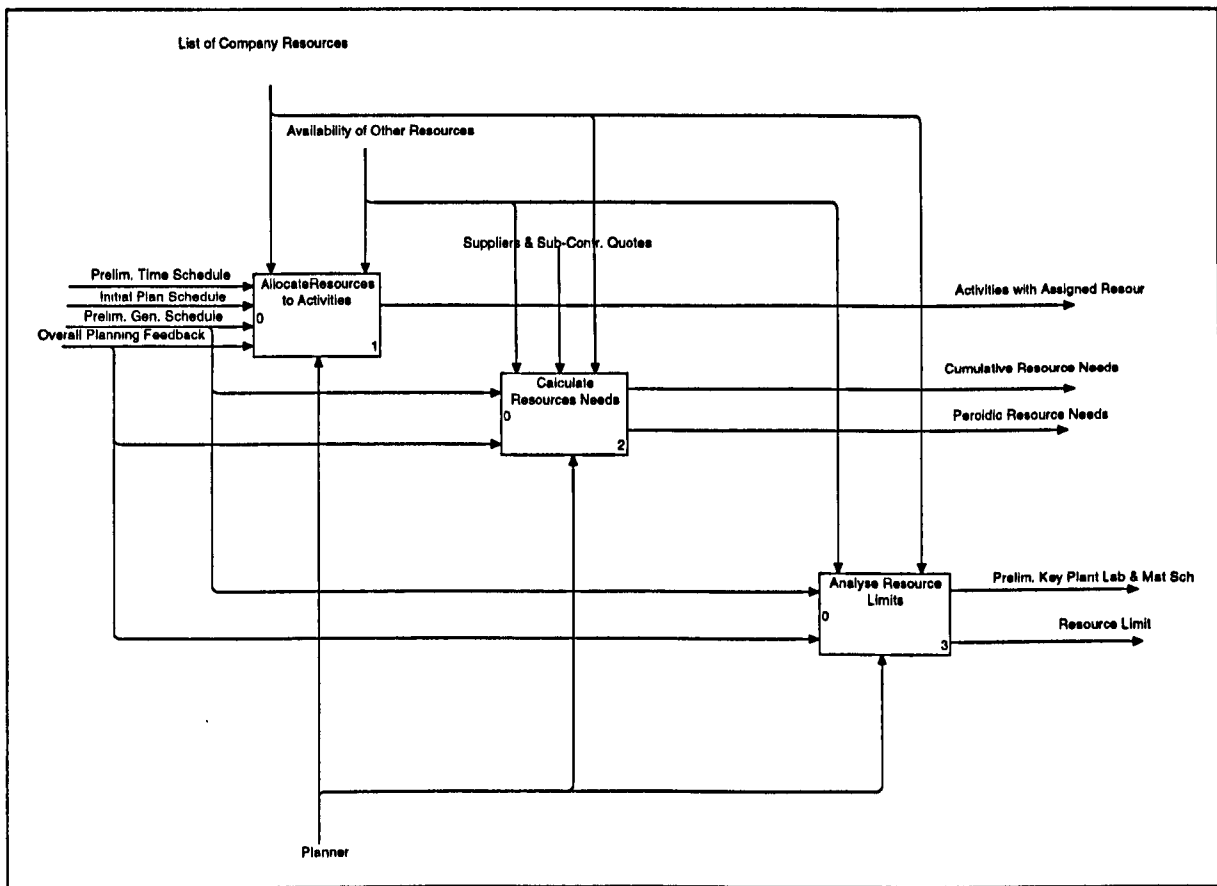 List of Company Resources
Availability of Other Resources
Suppliers & Sub-Contr. Quotes
Prelim. Time Schedule
Initial Plan Schedule
Prelim. Gen. Schedule
Overall Planning Feedback
AllocateResources
to Activities
0
1
Activities with Assigned Resour
Calculate
Resources Needs
0
2
Cumulative Resource Needs
Peroidic Resource Needs
Analyse Resource
Limits
0
3
Prelim. Key Plant Lab & Mat Sch
Resource Limit
Planner